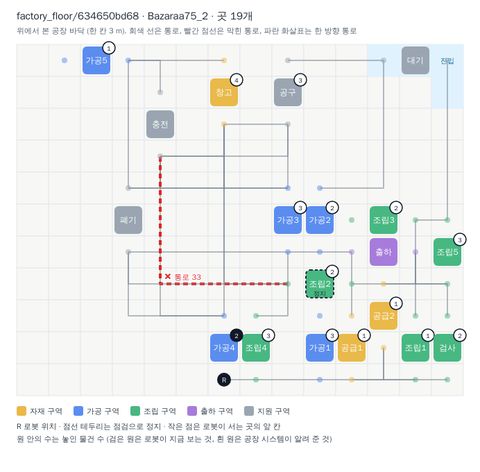 factory_floor/634650bd68 · Bazaraa75_2 · 곳 19개
위에서 본 공장 바닥 (한 칸 3 m). 회색 선은 통로, 빨간 점선은 막힌 통로, 파란 화살표는 한 방향 통로
가공5
1
대기
진입
창고
4
공구
3
충전
폐기
가공3
3
가공2
2
조립3
2
출하
조립5
3
✕ 통로 33
조립2
2
정지
공급2
1
가공4
2
조립4
3
가공1
3
공급1
1
조립1
1
검사
2
R
자재 구역
가공 구역
조립 구역
출하 구역
지원 구역
R 로봇 위치 · 점선 테두리는 점검으로 정지 · 작은 점은 로봇이 서는 곳의 앞 칸
원 안의 수는 놓인 물건 수 (검은 원은 로봇이 지금 보는 것, 흰 원은 공장 시스템이 알려 준 것)